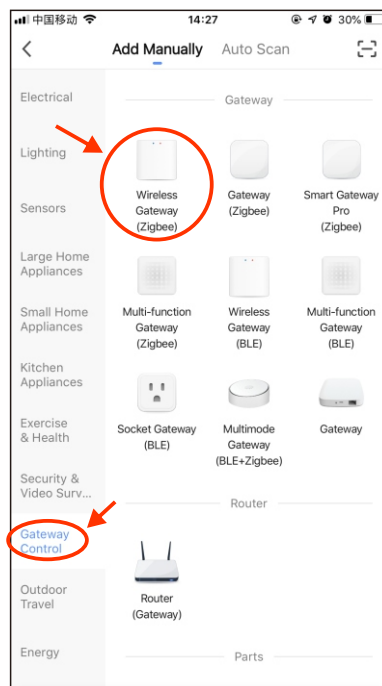 中国移动
14:27
30%
Add Manually
Auto Scan
Electrical
Lighting
Sensors
Large Home
Appliances
Small Home
Appliances
Kitchen
Appliances
Exercise
& Health
Security &
Video Surv...
Gateway
Control
Outdoor
Travel
Energy
Gateway
Wireless
Gateway
(Zigbee)
Gateway
(Zigbee)
Smart Gateway
Pro
(Zigbee)
Multi-function
Gateway
(Zigbee)
Wireless
Gateway
(BLE)
Multi-function
Gateway
(BLE)
Socket Gateway
(BLE)
Multimode
Gateway
(BLE+Zigbee)
Gateway
Router
Router
(Gateway)
Parts